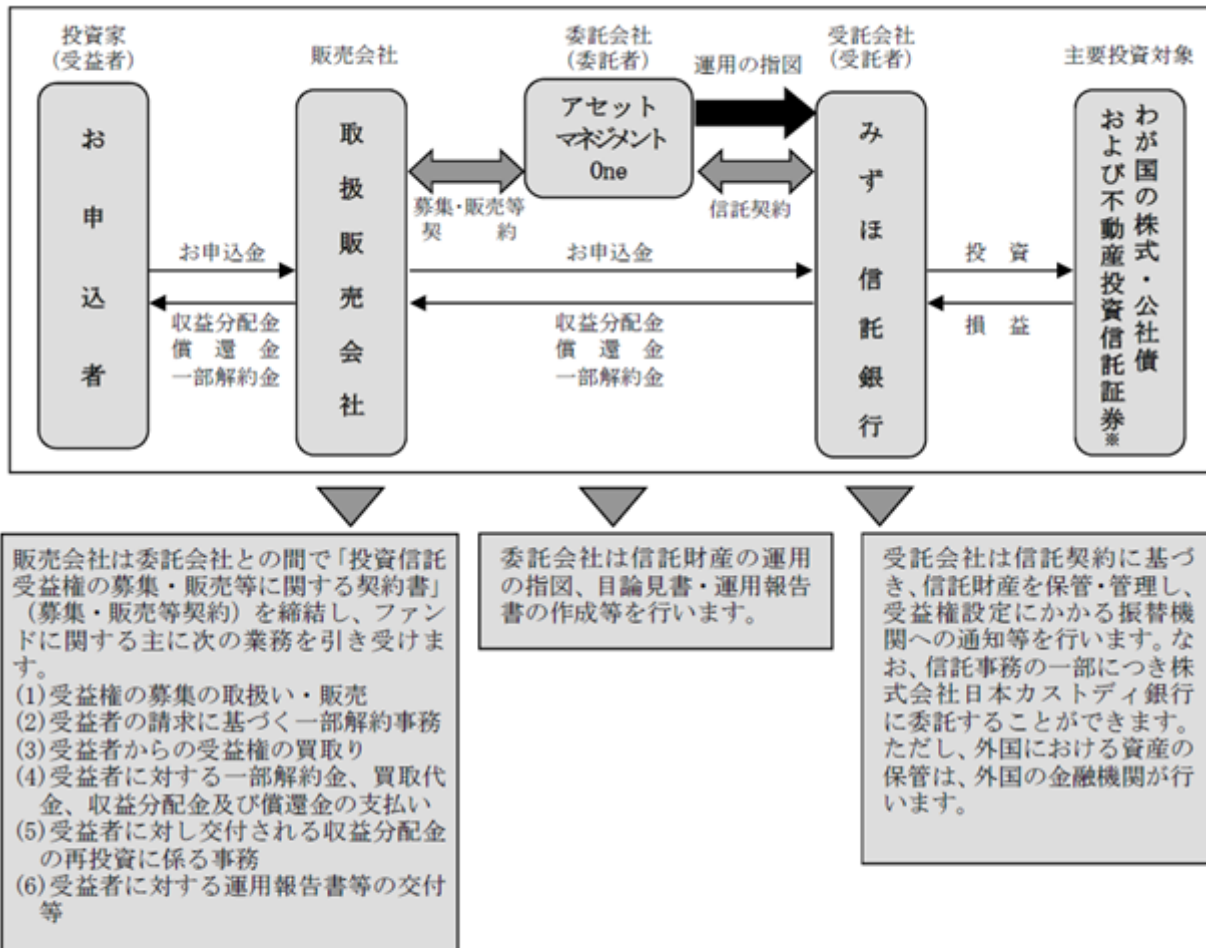 投資家
(受益者)
販売会社
委託会社
(委託者)
運用の指図
受託会社
(受託者)
主要投資対象
お申込者
取扱販売会社
アセット
マネジメント
One
みずほ信託銀行
わが国の株式・公社債
および不動産投資信託証券※
募集・販売等
契　　約
信託契約
お申込金
お申込金
投　資
収益分配金
償　還　金
一部解約金
収益分配金
償　還　金
一部解約金
損　益
販売会社は委託会社との間で「投資信託
受益権の募集・販売等に関する契約書」
（募集・販売等契約）を締結し、ファン
ドに関する主に次の業務を引き受けま
す。
(1)受益権の募集の取扱い・販売
(2)受益者の請求に基づく一部解約事務
(3)受益者からの受益権の買取り
(4)受益者に対する一部解約金、買取代
金、収益分配金及び償還金の支払い
(5)受益者に対し交付される収益分配金
の再投資に係る事務
(6)受益者に対する運用報告書等の交付
等
委託会社は信託財産の運用
の指図、目論見書・運用報告
書の作成等を行います。
受託会社は信託契約に基づ
き、信託財産を保管・管理し、
受益権設定にかかる振替機
関への通知等を行います。な
お、信託事務の一部につき株
式会社日本カストディ銀行
に委託することができます。
ただし、外国における資産の
保管は、外国の金融機関が行
います。